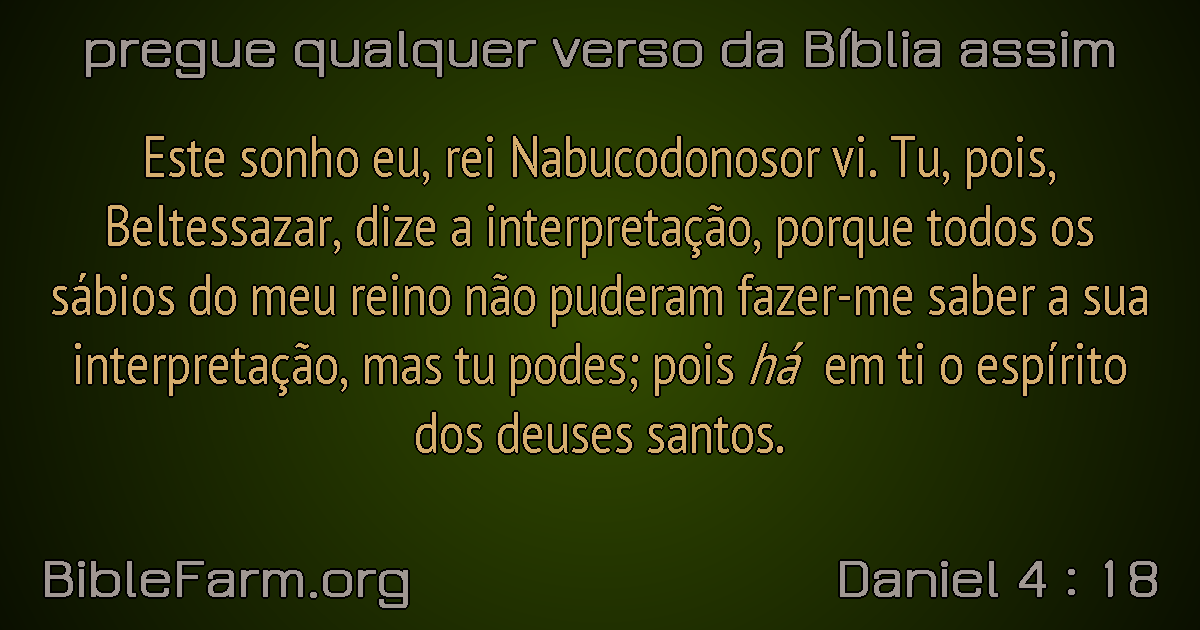 pregue qualquer verso da Bíblia assim
Este sonho eu, rei Nabucodonosor vi. Tu, pois,
Beltessazar, dize a interpretação, porque todos os
sábios do meu reino não puderam fazer-me saber a sua
interpretação, mas tu podes; pois há em ti o espírito
dos deuses santos.
BibleFarm.org
Daniel 4 : 18